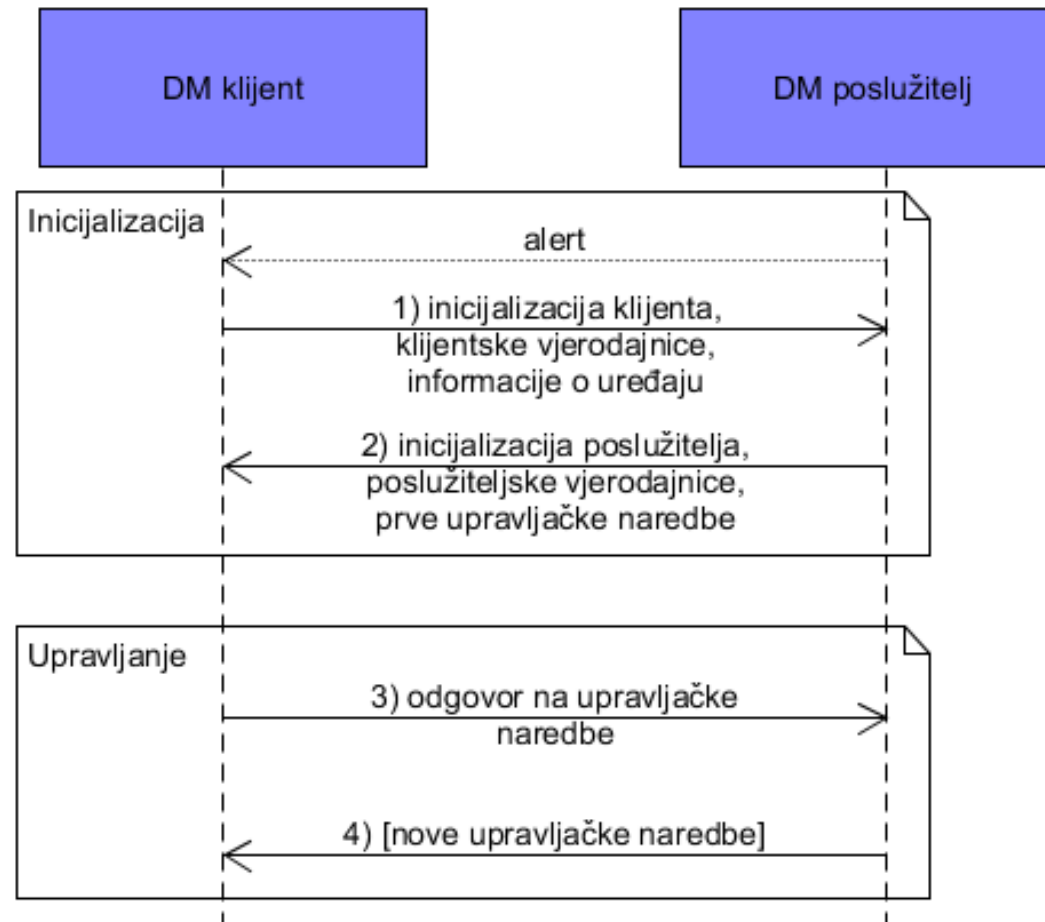 DM klijent
DM poslužitelj
Inicijalizacija
alert
1) inicijalizacija klijenta,
klijentske vjerodajnice,
informacije o uređaju
2) inicijalizacija poslužitelja,
poslužiteljske vjerodajnice,
prve upravljačke naredbe
Upravljanje
3) odgovor na upravljačke
naredbe
4) [nove upravljačke naredbe]